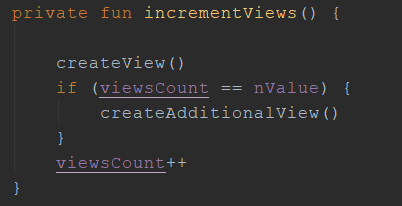 private fun incrementViews() {
createView()
if (viewsCount == nValue) {
createAdditionalView()
}
viewsCount++
}